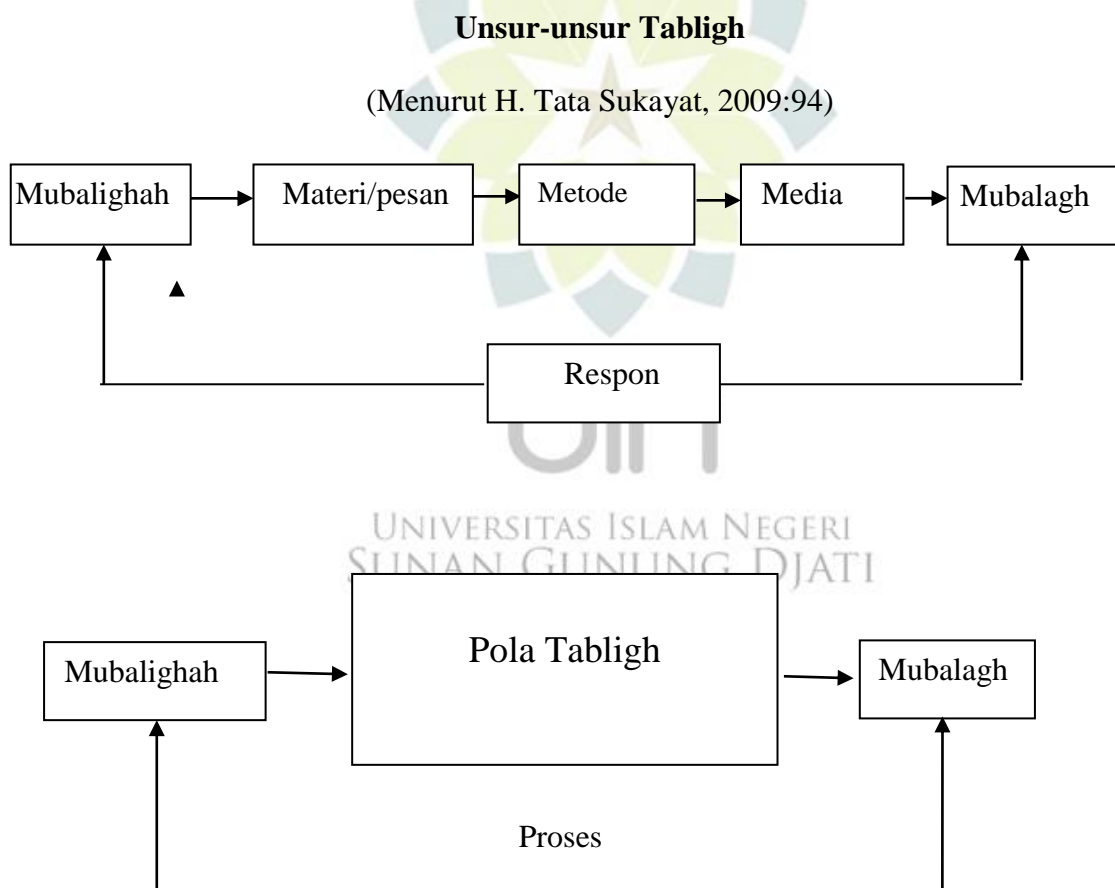 Unsur-unsur Tabligh
(Menurut H. Tata Sukayat, 2009:94)
Mubalighah Materi/pesan Metode Media Mubalagh
Respon
uin
UNIVERSITAS ISLAM NEGERI
SUNAN GUNUNG DJATI
Pola Tabligh
Mubalighah Mubalagh
Proses